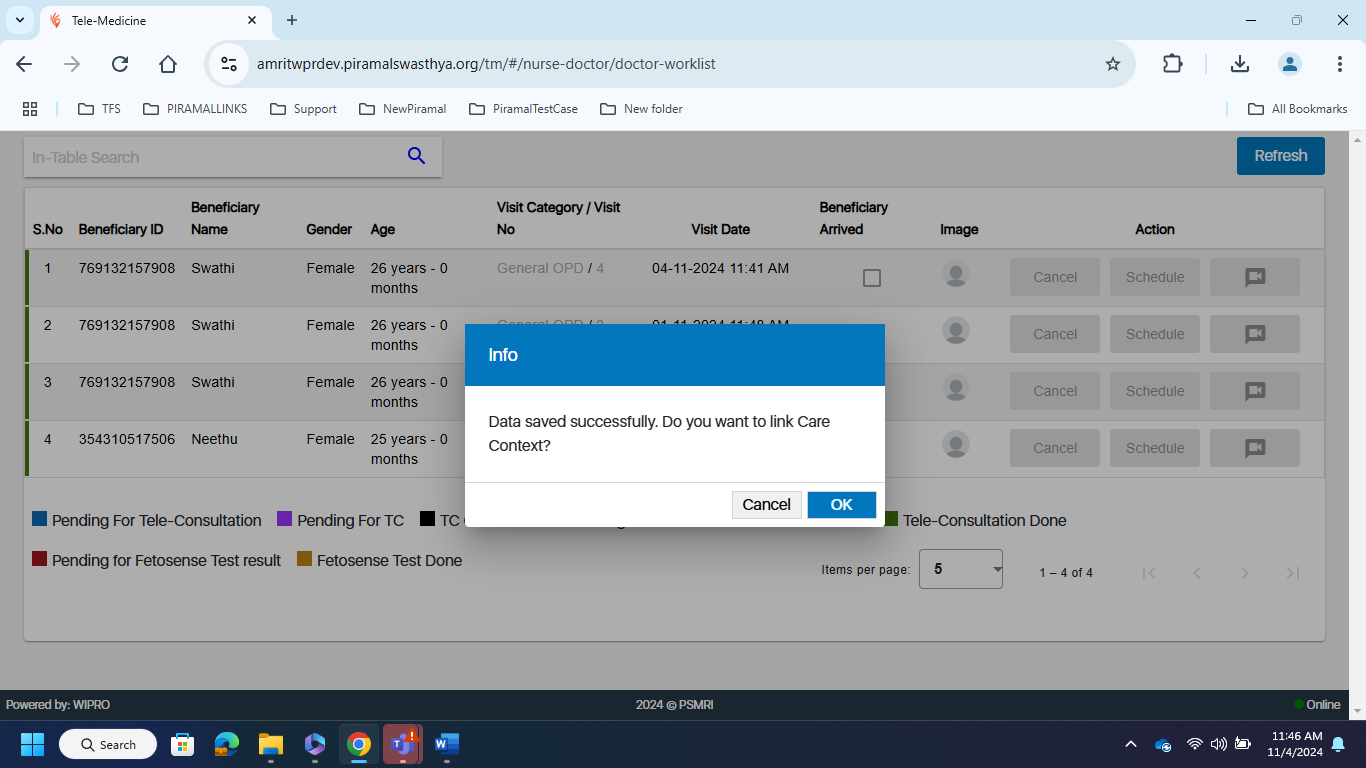 Tele-Medicine
amritwprdev.piramalswasthya.org/tm/#/nurse-doctor/doctor-worklist
TFS PIRAMALLINKS Support NewPiramal PiramalTestCase New folder All Bookmarks
In-Table Search Refresh
S.No Beneficiary ID Beneficiary Name Gender Age Visit Category / Visit No Visit Date Beneficiary Arrived Image Action
1 769132157908 Swathi Female 26 years - 0 months General OPD / 4 04-11-2024 11:41 AM Cancel Schedule
2 769132157908 Swathi Female 26 years - 0 months Cancel Schedule
3 769132157908 Swathi Female 26 years - 0 months Cancel Schedule
4 354310517506 Neethu Female 25 years - 0 months Cancel Schedule
Info
Data saved successfully. Do you want to link Care
Context?
Cancel OK
Pending For Tele-Consultation Pending For TC TC Tele-Consultation Done
Pending for Fetosense Test result Fetosense Test Done
Items per page: 5 1 – 4 of 4
Powered by: WIPRO 2024 © PSMRI Online
Search
11:46 AM
11/4/2024